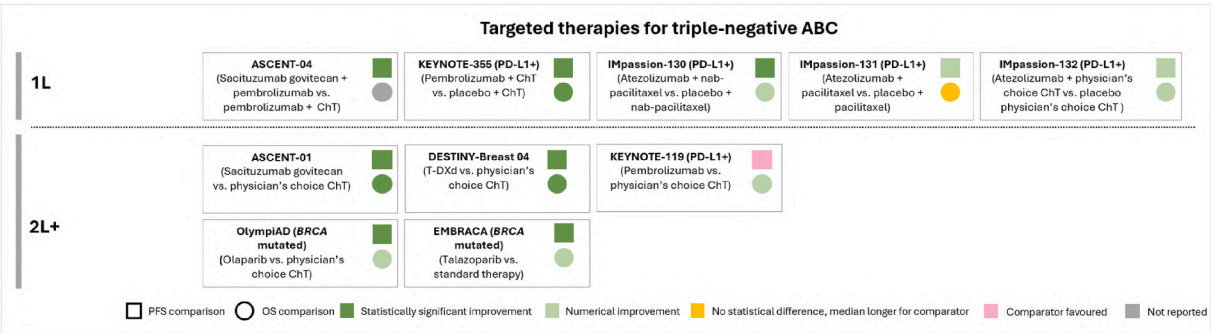 Targeted therapies for triple-negative ABC
1L
ASCENT-04
(Sacituzumab govitecan +
pembrolizumab vs.
pembrolizumab + ChT)
KEYNOTE-355 (PD-L1+)
(Pembrolizumab + ChT
vs. placebo + ChT)
IMpassion-130 (PD-L1+)
(Atezolizumab + nab-
pacilitaxel vs. placebo +
nab-pacilitaxel)
IMpassion-131 (PD-L1+)
(Atezolizumab +
pacilitaxel vs. placebo +
pacilitaxel)
IMpassion-132 (PD-L1+)
(Atezolizumab + physician's
choice ChT vs. placebo
physician's choice ChT )
2L+
ASCENT-01
(Sacituzumab govitecan
vs. physician's choice ChT)
DESTINY-Breast 04
(T-DXd vs. physician's
choice ChT)
KEYNOTE-119 (PD-L1+)
(Pembrolizumab vs.
physician's choice ChT)
OlympiAD (BRCA
mutated)
(Olaparib vs. physician's
choice ChT)
EMBRACA (BRCA
mutated)
(Talazoparib vs.
standard therapy)
PFS comparison
OS comparison
Statistically significant improvement
Numerical improvement
No statistical difference, median longer for comparator
Comparator favoured
Not reported